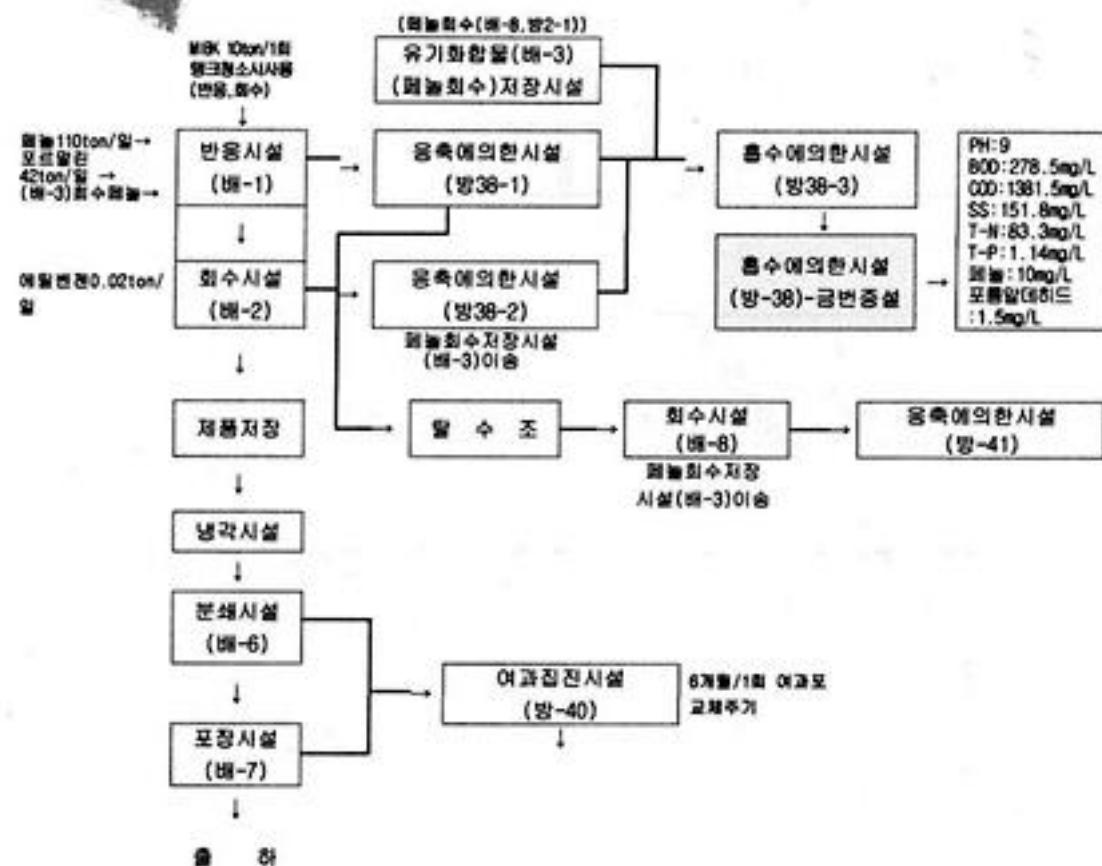 (페놀회수(배-8,방2-1))
MIBK 10ton/1회
탱크청소시사용
(반응,회수)
유기화합물(배-3)
(페놀회수)저장시설
페놀110ton/일→
포르말린
42ton/일 →
(배-3)회수페놀→
반응시설
(배-1)
응축에의한시설
(방38-1)
흡수에의한시설
(방38-3)
PH:9
BOD:278.5mg/L
COD:1381.5mg/L
SS:151.8mg/L
T-N:83.3mg/L
T-P:1.14mg/L
페놀:10mg/L
포름알데히드
:1.5mg/L
흡수에의한시설
(방-38)-금번증설
에틸벤젠0.02ton/
일
회수시설
(배-2)
응축에의한시설
(방38-2)
페놀회수저장시설
(배-3)이송
제품저장
탈 수 조
회수시설
(배-8)
응축에의한시설
(방-41)
페놀회수저장
시설(배-3)이송
냉각시설
분쇄시설
(배-6)
여과집진시설
(방-40)
6개월/1회 여과포
교체주기
포장시설
(배-7)
출 하